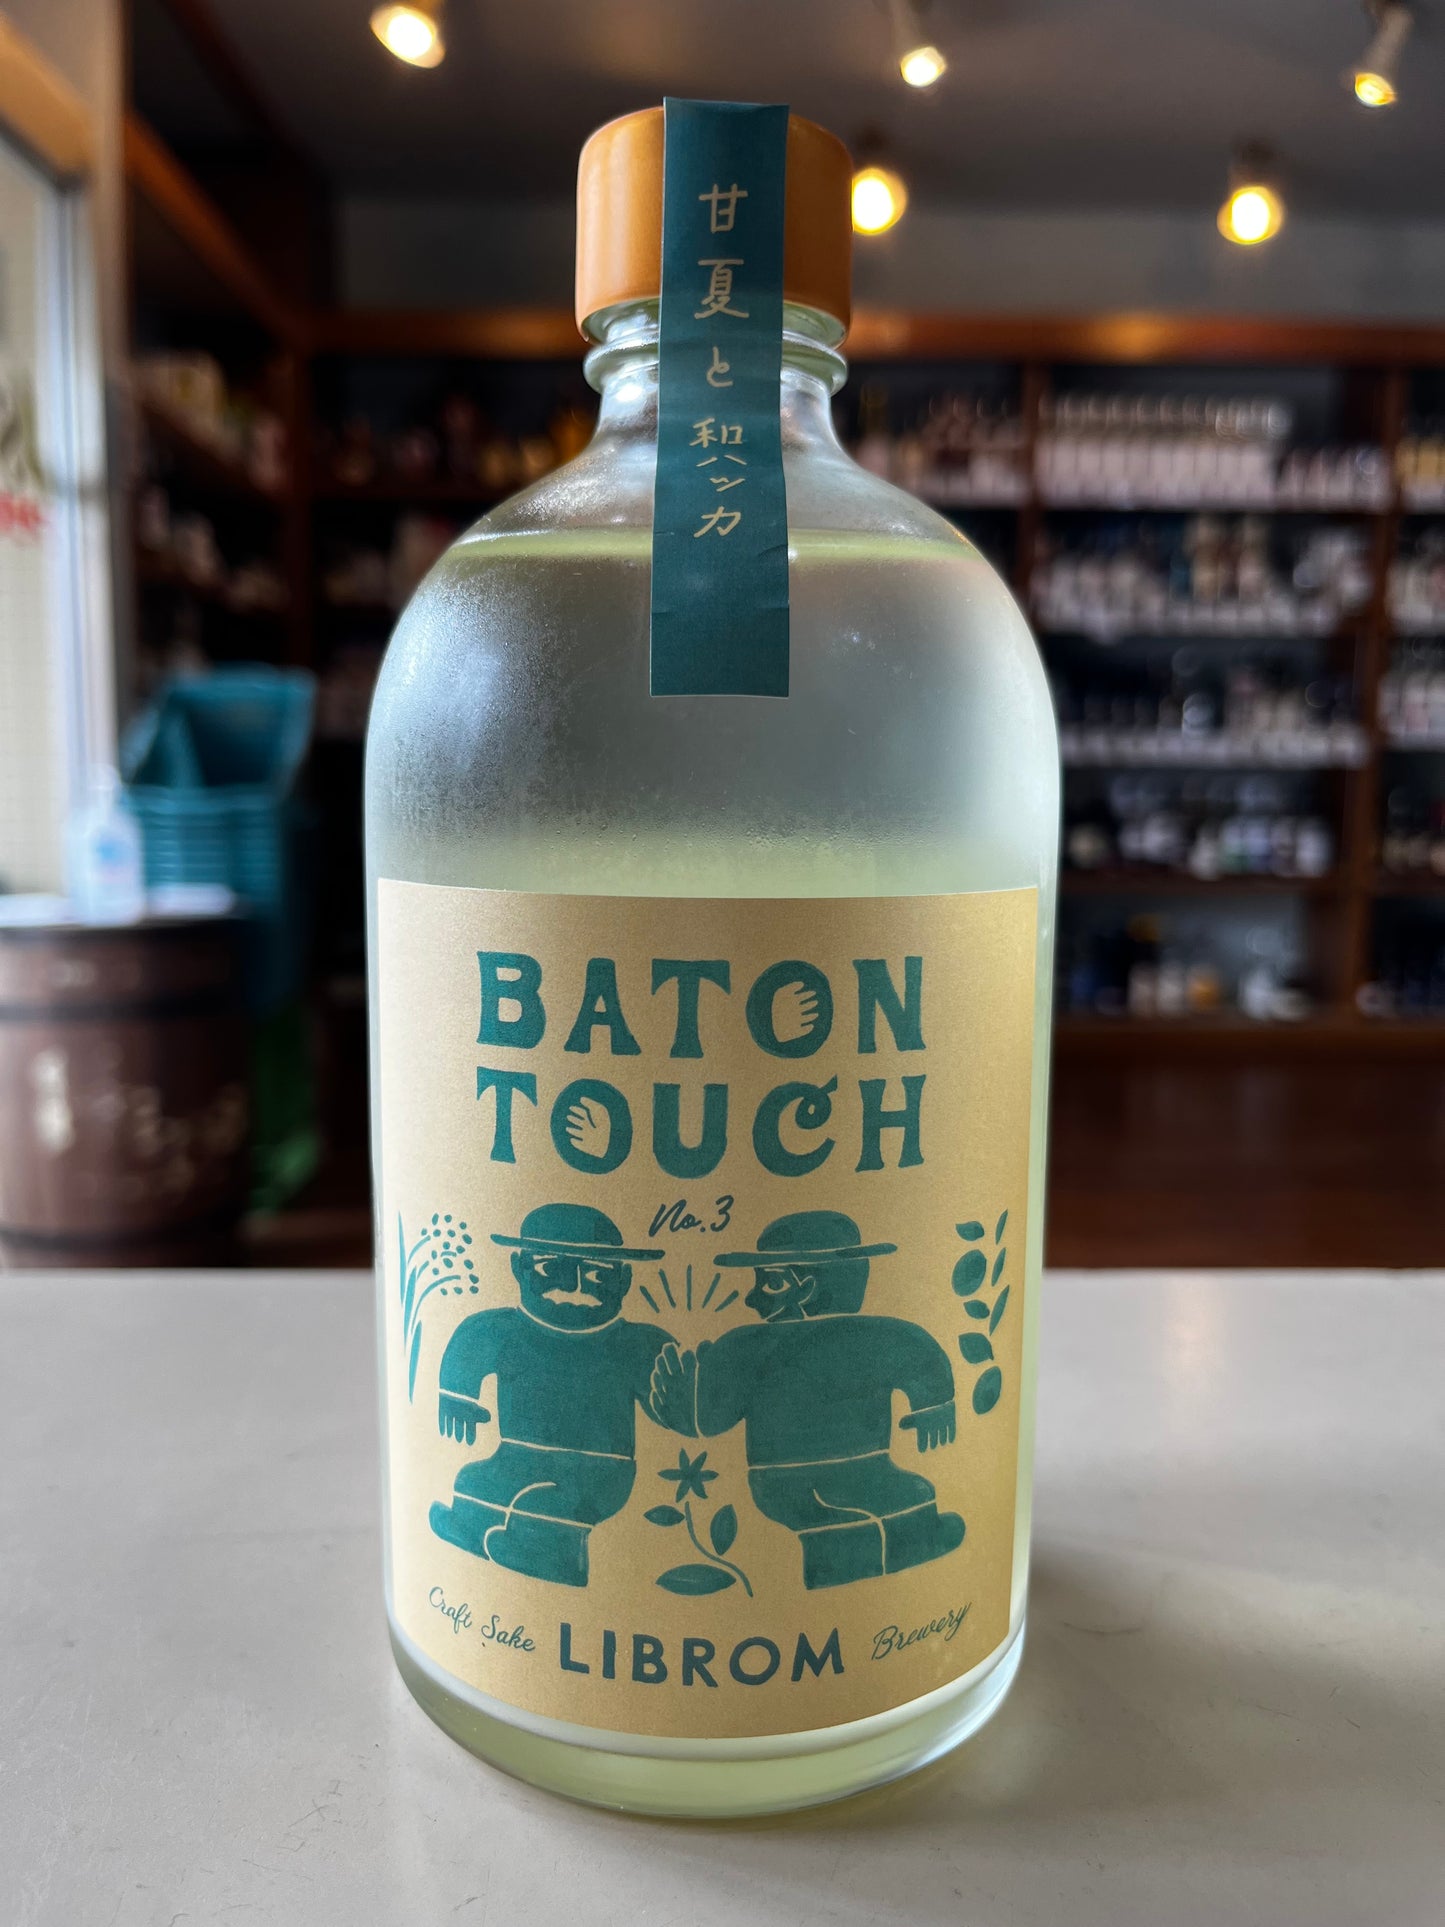 甘夏と和ハッカ
BATON
TOUCH
No.3
Craft Sake LIBROM Brewery